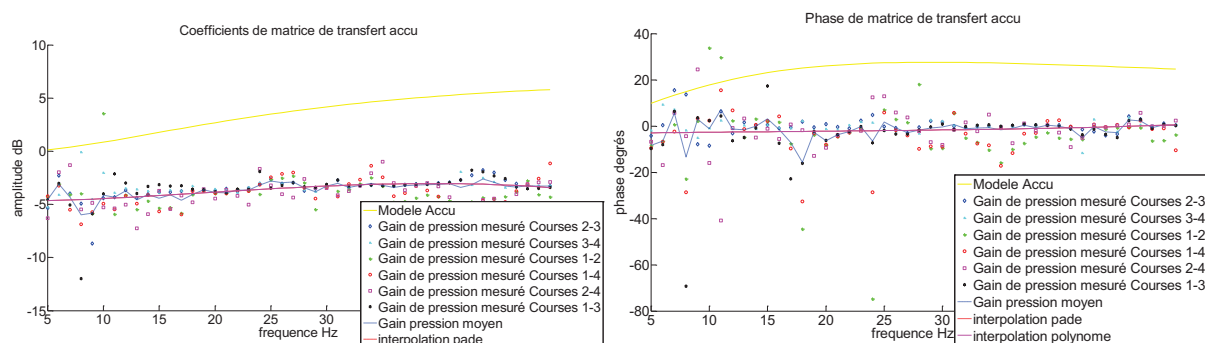 Coefficients de matrice de transfert accu
10
5
0
-5
-10
-15
amplitude dB
5
10
15
20
25
30
frequence Hz
Modele Accu
Gain de pression mesuré Courses 2-3
Gain de pression mesuré Courses 3-4
Gain de pression mesuré Courses 1-2
Gain de pression mesuré Courses 1-4
Gain de pression mesuré Courses 2-4
Gain de pression mesuré Courses 1-3
Gain pression moyen
interpolation pade
Phase de matrice de transfert accu
40
20
0
-20
-40
-60
-80
phase degrés
5
10
15
20
25
30
frequence Hz
Modele Accu
Gain de pression mesuré Courses 2-3
Gain de pression mesuré Courses 3-4
Gain de pression mesuré Courses 1-2
Gain de pression mesuré Courses 1-4
Gain de pression mesuré Courses 2-4
Gain de pression mesuré Courses 1-3
Gain pression moyen
interpolation pade
interpolation polynome